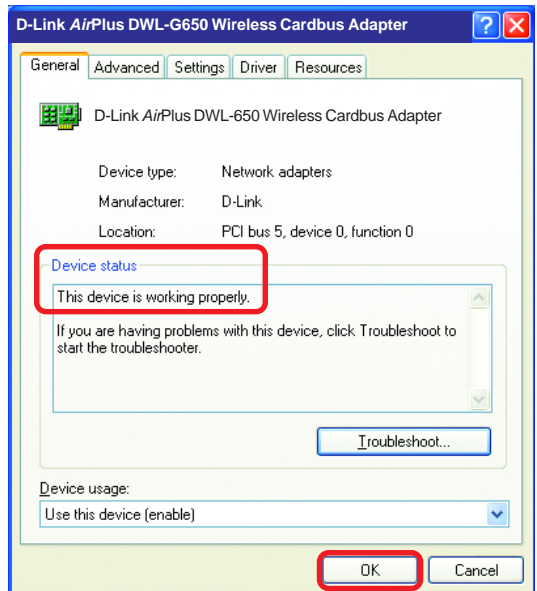 D-Link AirPlus DWL-G650 Wireless Cardbus Adapter
General Advanced Settings Driver Resources
D-Link AirPlus DWL-650 Wireless Cardbus Adapter
Device type: Network adapters
Manufacturer: D-Link
Location: PCI bus 5, device 0, function 0
Device status
This device is working properly.
If you are having problems with this device, click Troubleshoot to
start the troubleshooter.
Troubleshoot...
Device usage:
Use this device (enable)
OK Cancel